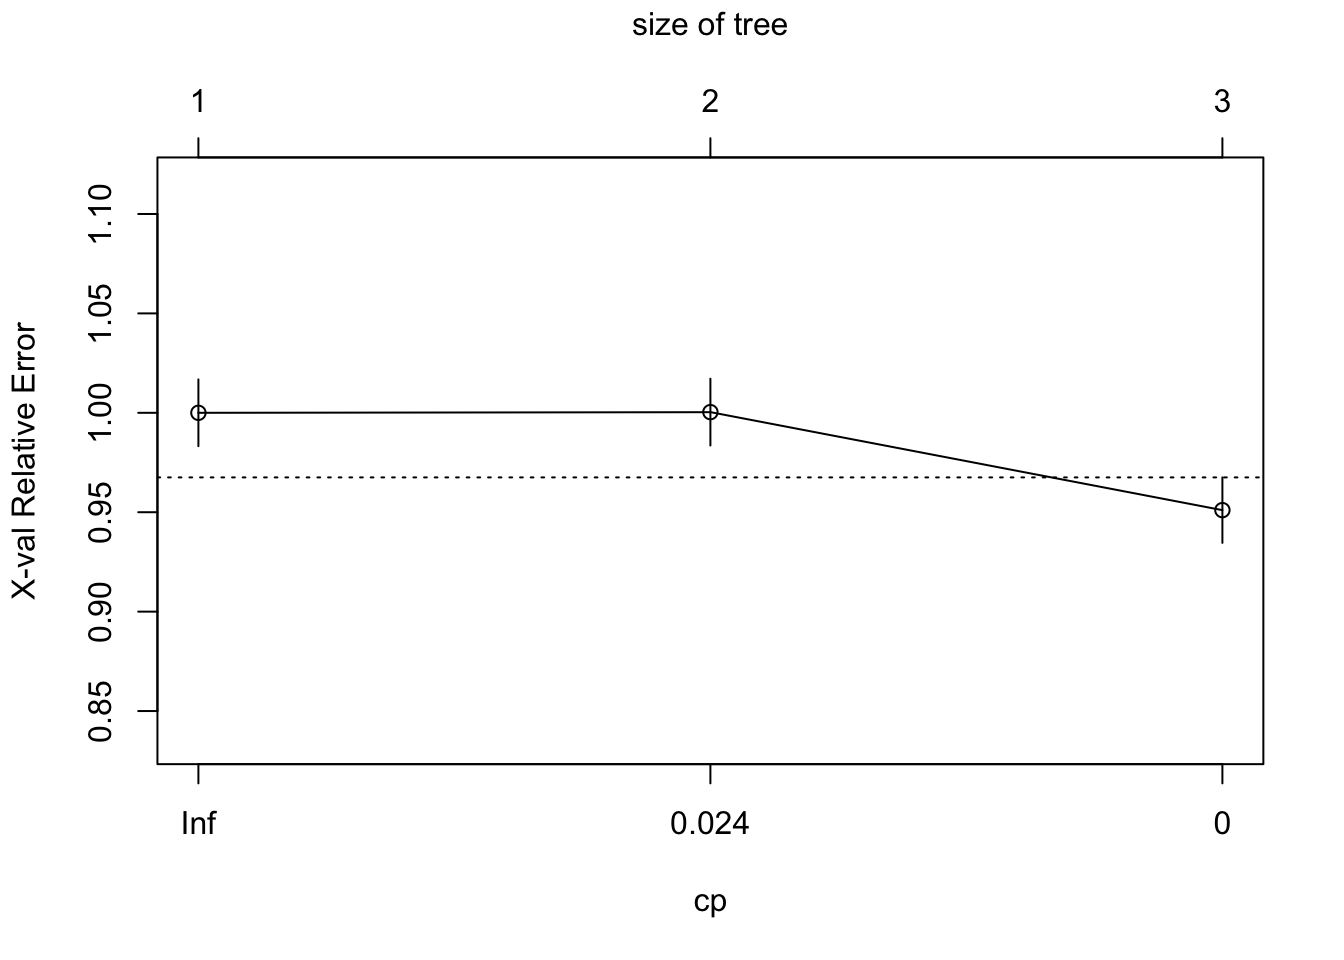 size of tree
1 2 3
X-val Relative Error
1.10
1.05
1.00
0.95
0.90
0.85
Inf 0.024 0
cp